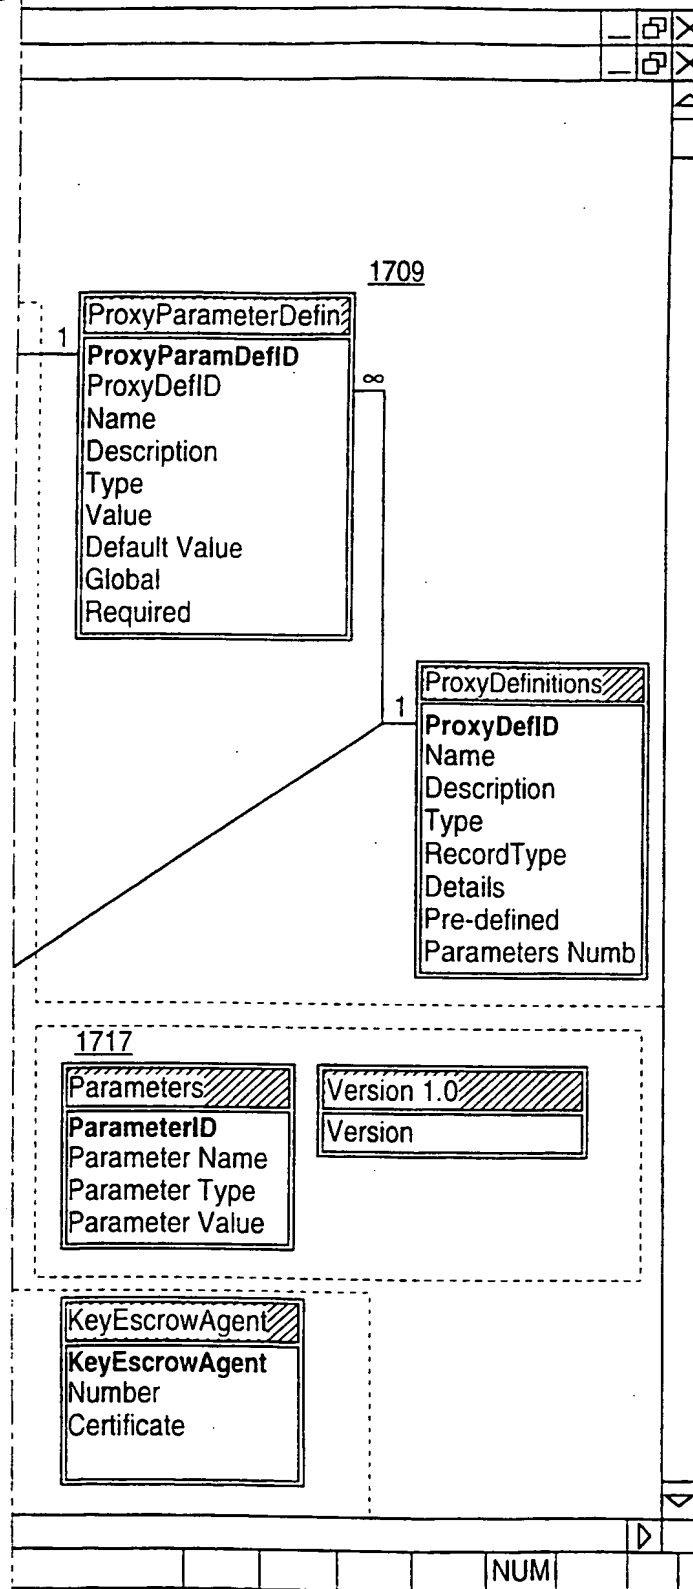 1709
ProxyParameterDefin
1
ProxyParamDefID
∞
ProxyDefID
Name
Description
Type
Value
Default Value
Global
Required
ProxyDefinitions
1
ProxyDefID
Name
Description
Type
RecordType
Details
Pre-defined
Parameters Numb
1717
Parameters
ParameterID
Parameter Name
Parameter Type
Parameter Value
Version 1.0
Version
KeyEscrowAgent
KeyEscrowAgent
Number
Certificate
NUM